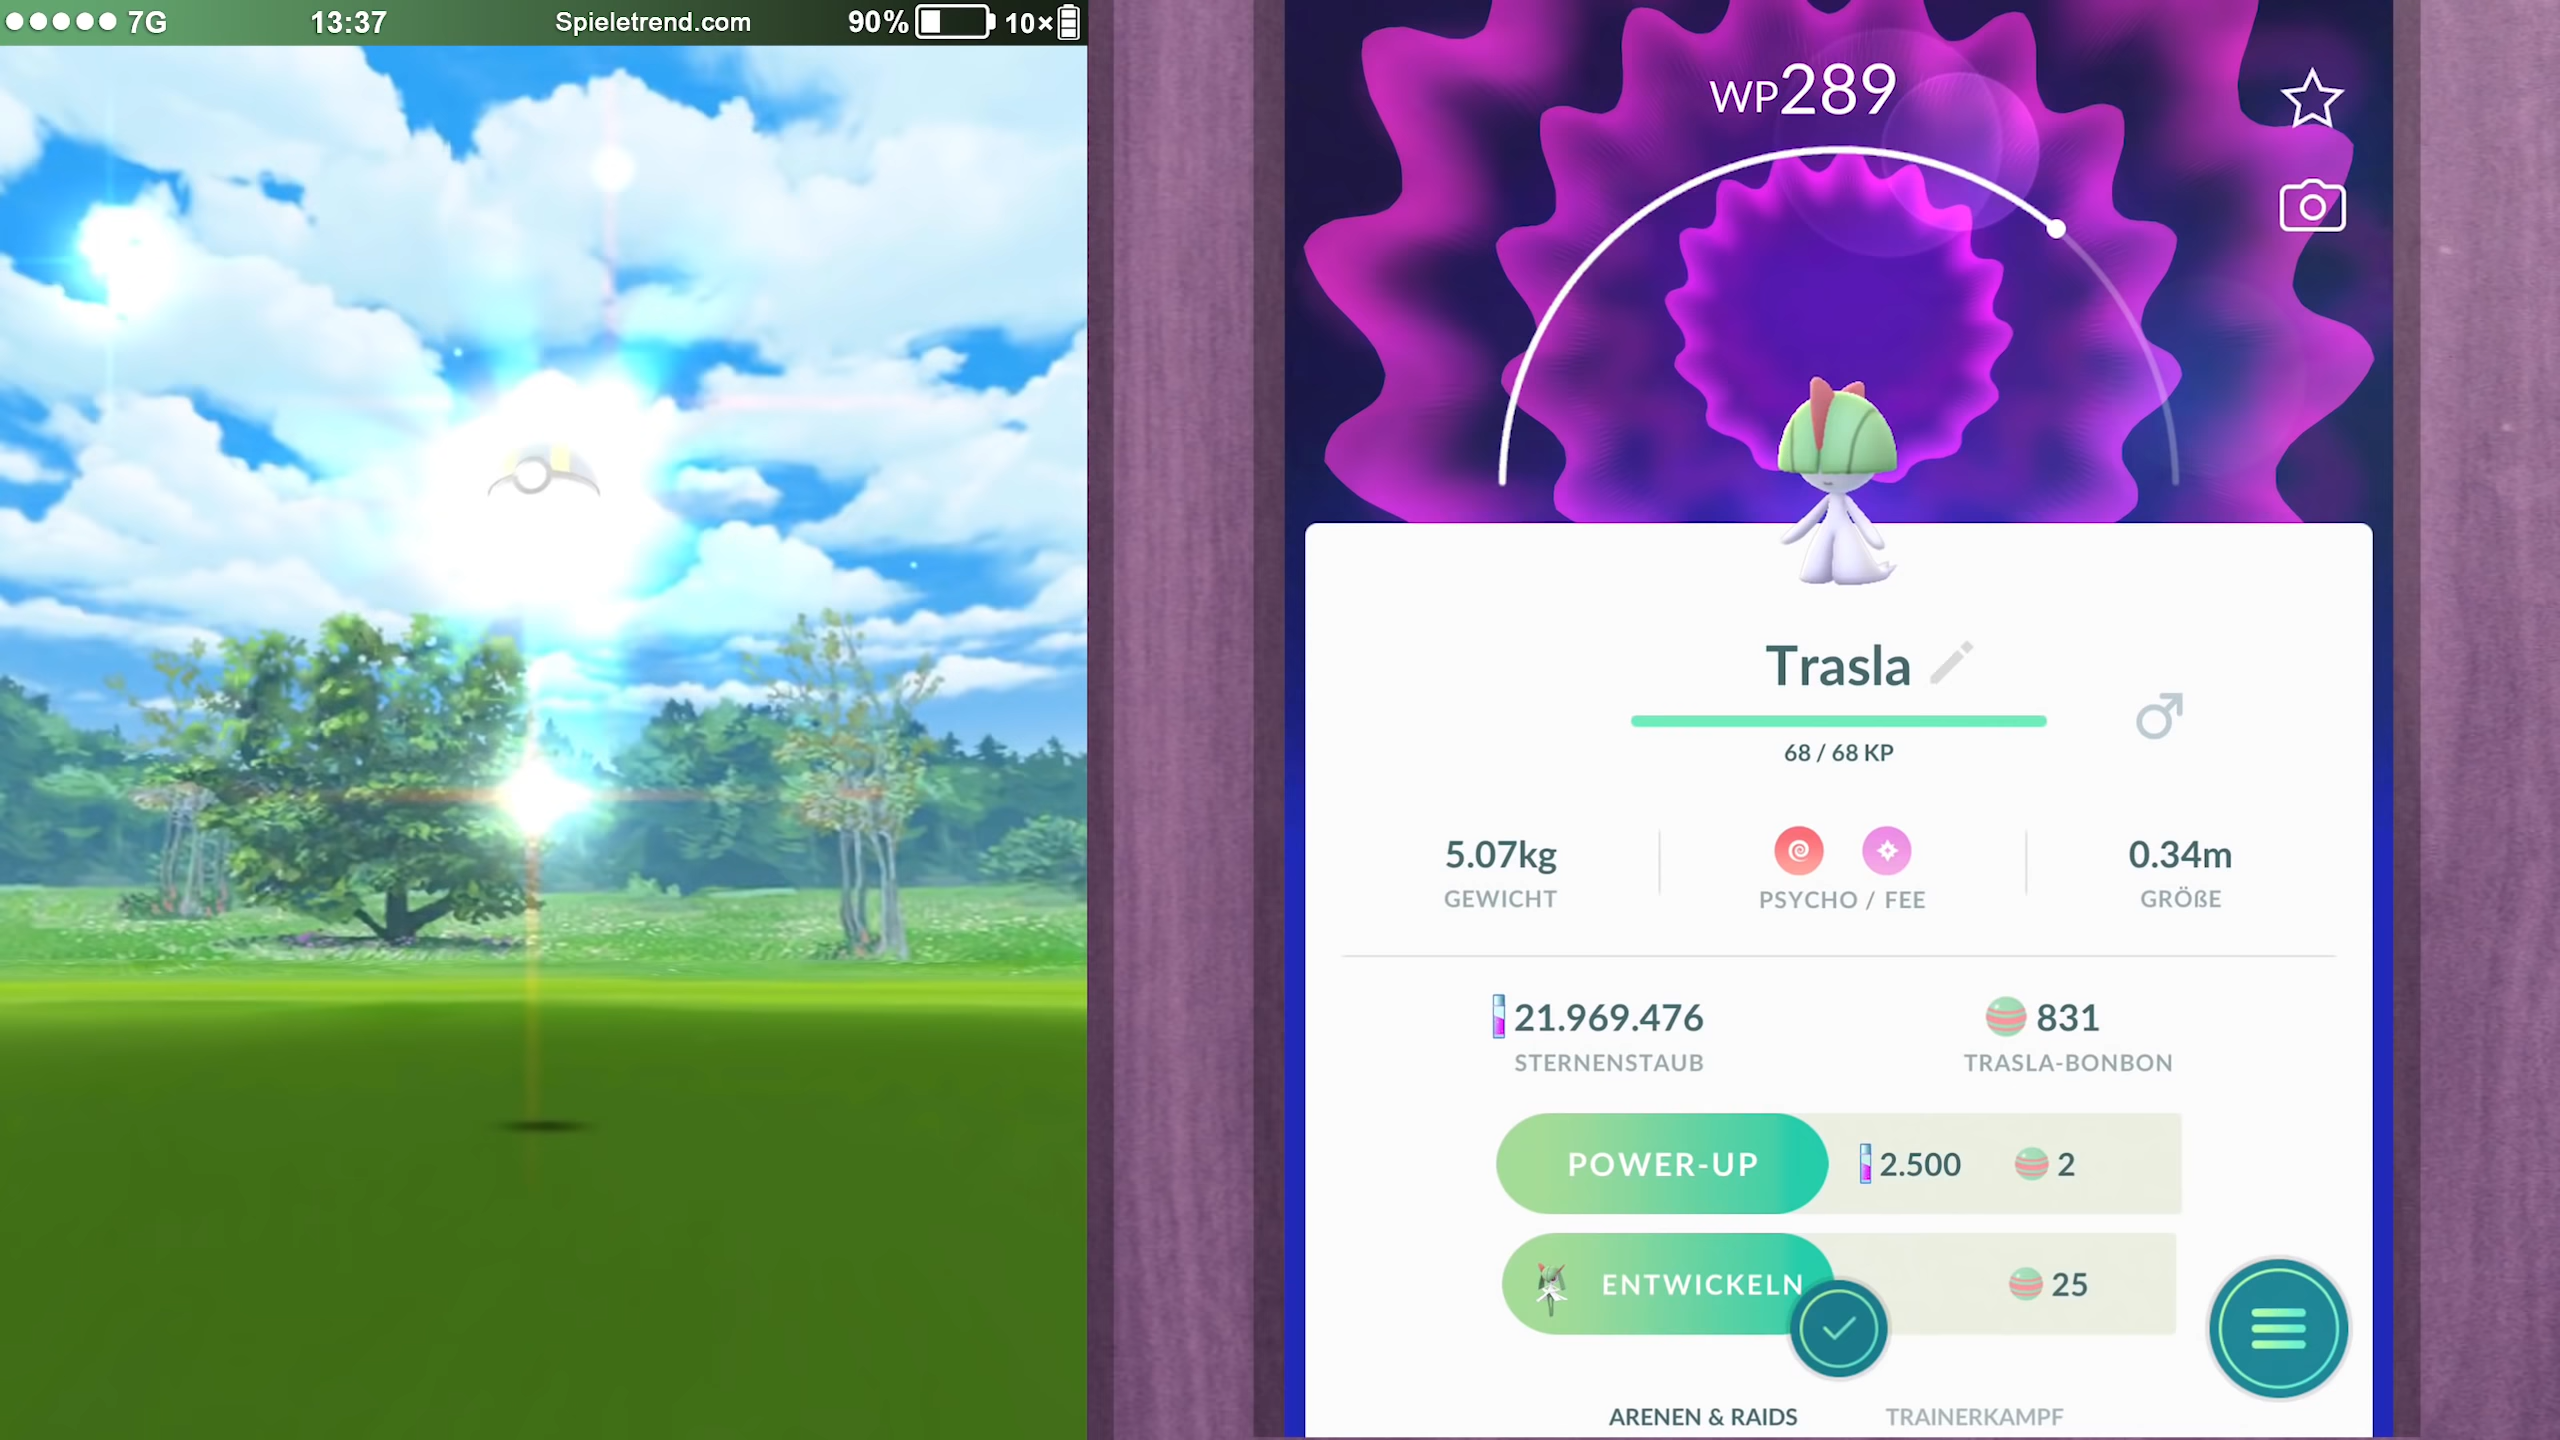 7G 13:37 Spieletrend.com 90% 10×
WP289
Trasla
68 / 68 KP
5.07kg
GEWICHT
PSYCHO / FEE
0.34m
GRÖßE
21.969.476
STERNENSTAUB
831
TRASLA-BONBON
POWER-UP 2.500 2
ENTWICKELN 25
ARENEN & RAIDS TRAINERKAMPF